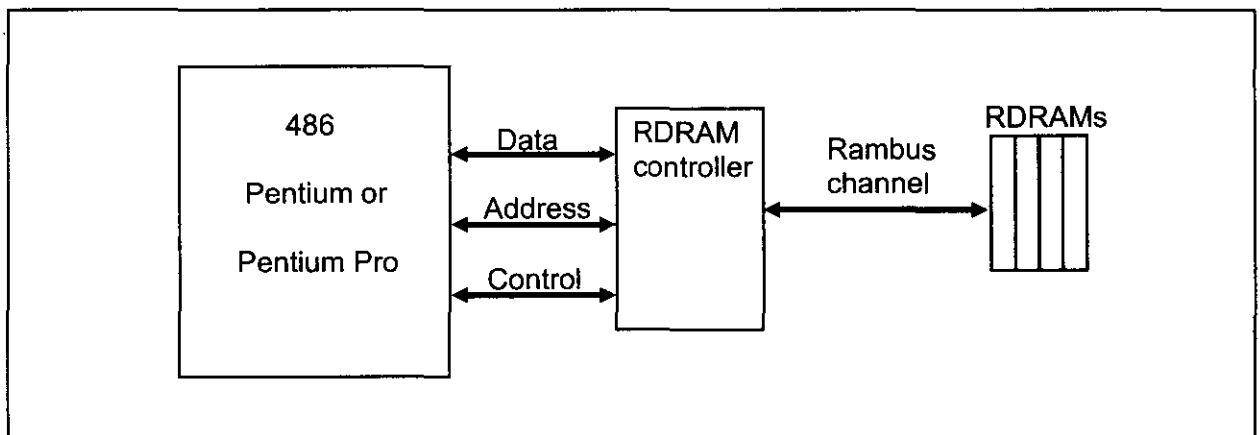 486
Pentium or
Pentium Pro
Data
Address
Control
RDRAM
controller
Rambus
channel
RDRAMs